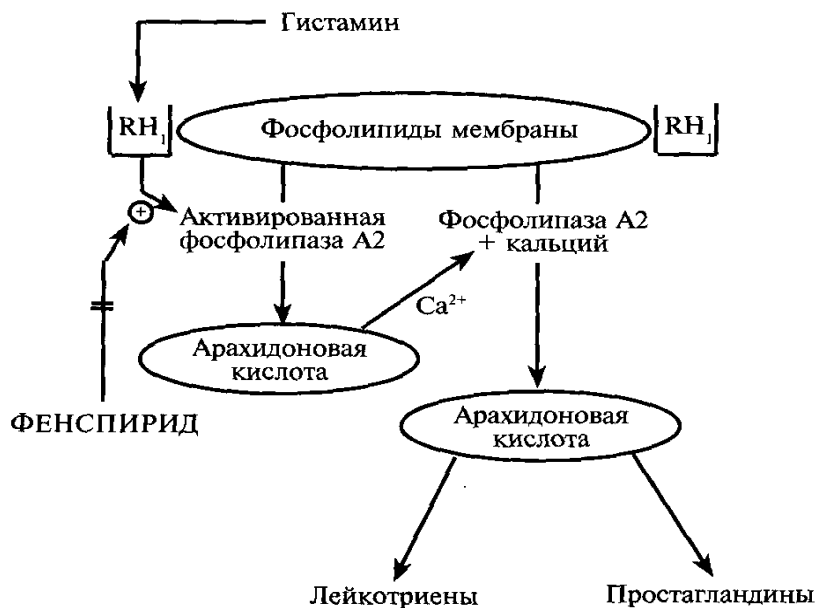 Гистамин
RH₁
Фосфолипиды мембраны
RH₁
+
Активированная
фосфолипаза А2
Фосфолипаза А2
+ кальций
Ca²⁺
Арахидоновая
кислота
ФЕНСПИРИД
Арахидоновая
кислота
Лейкотриены
Простагландины